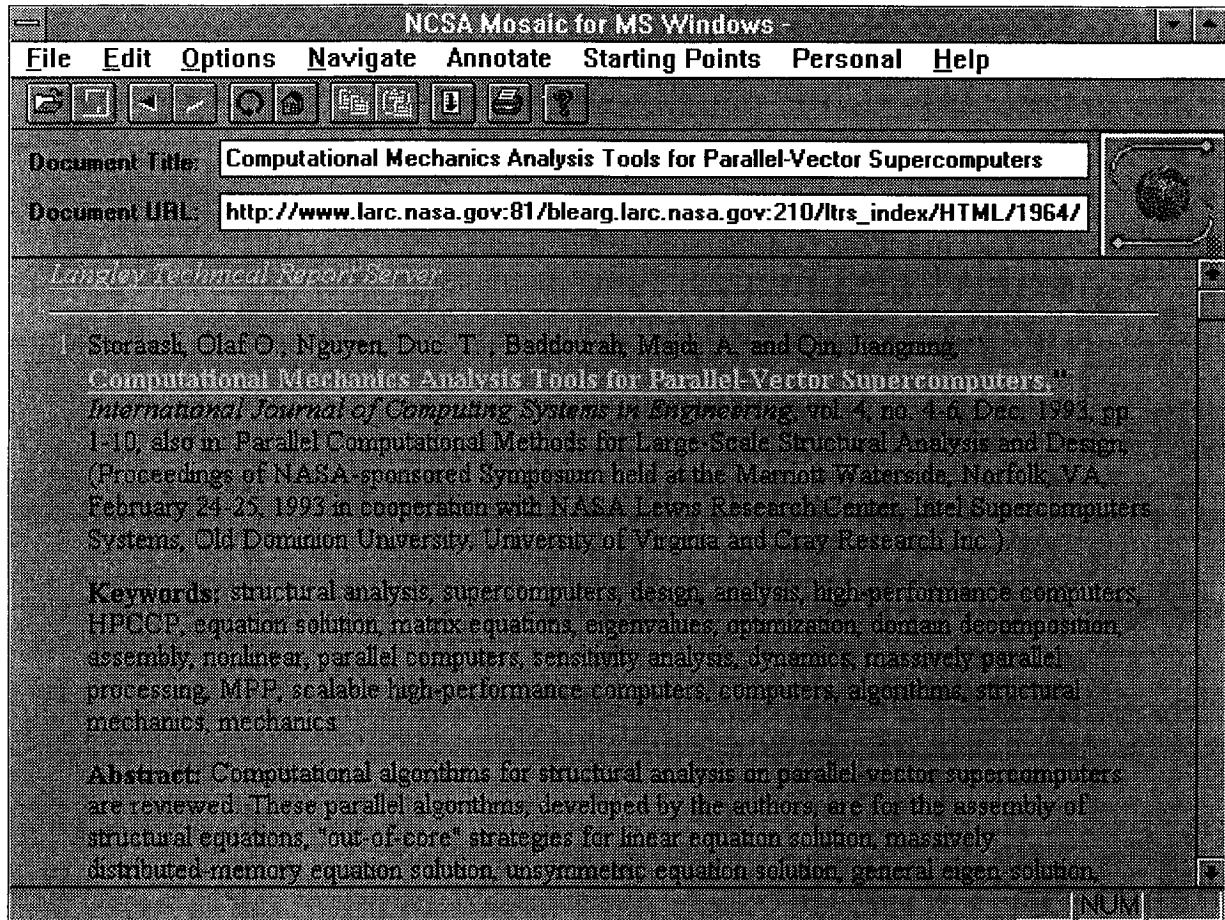 NCSA Mosaic for MS Windows -
File Edit Options Navigate Annotate Starting Points Personal Help
Document Title: Computational Mechanics Analysis Tools for Parallel-Vector Supercomputers
Document URL: http://www.larc.nasa.gov:81/blearg.larc.nasa.gov:210/ltrs_index/HTML/1964/
Langley Technical Report Server
1 Storaasli, Olaf O., Nguyen, Duc. T. , Baddourah, Majdi. A. and Qin, Jiangning, "
Computational Mechanics Analysis Tools for Parallel-Vector Supercomputers,"
International Journal of Computing Systems in Engineering, vol. 4, no. 4-6, Dec. 1993, pp.
1-10, also in: Parallel Computational Methods for Large-Scale Structural Analysis and Design,
(Proceedings of NASA-sponsored Symposium held at the Marriott Waterside, Norfolk, VA,
February 24-25, 1993 in cooperation with NASA Lewis Research Center, Intel Supercomputers
Systems, Old Dominion University, University of Virginia and Cray Research Inc.).
Keywords: structural analysis, supercomputers, design, analysis, high-performance computers,
HPCCP, equation solution, matrix equations, eigenvalues, optimization, domain decomposition,
assembly, nonlinear, parallel computers, sensitivity analysis, dynamics, massively parallel
processing, MPP, scalable high-performance computers, computers, algorithms, structural
mechanics, mechanics
Abstract: Computational algorithms for structural analysis on parallel-vector supercomputers
are reviewed. These parallel algorithms, developed by the authors, are for the assembly of
structural equations, "out-of-core" strategies for linear equation solution, massively
distributed-memory equation solution, unsymmetric equation solution, general eigen-solution,
NUM